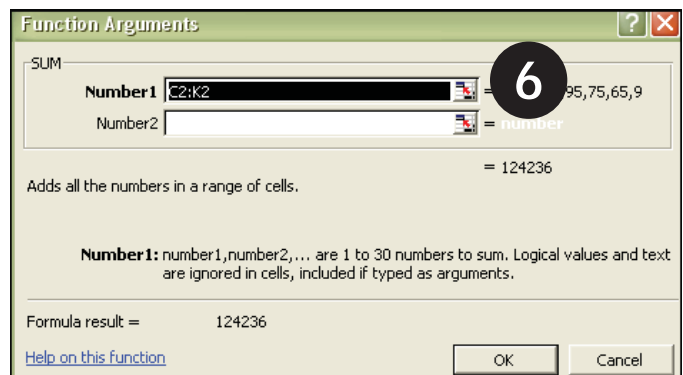 Function Arguments
SUM
Number1 C2:K2 = 95,75,65,9
6
Number2 = number
= 124236
Adds all the numbers in a range of cells.
Number1: number1,number2,... are 1 to 30 numbers to sum. Logical values and text
are ignored in cells, included if typed as arguments.
Formula result = 124236
Help on this function OK Cancel